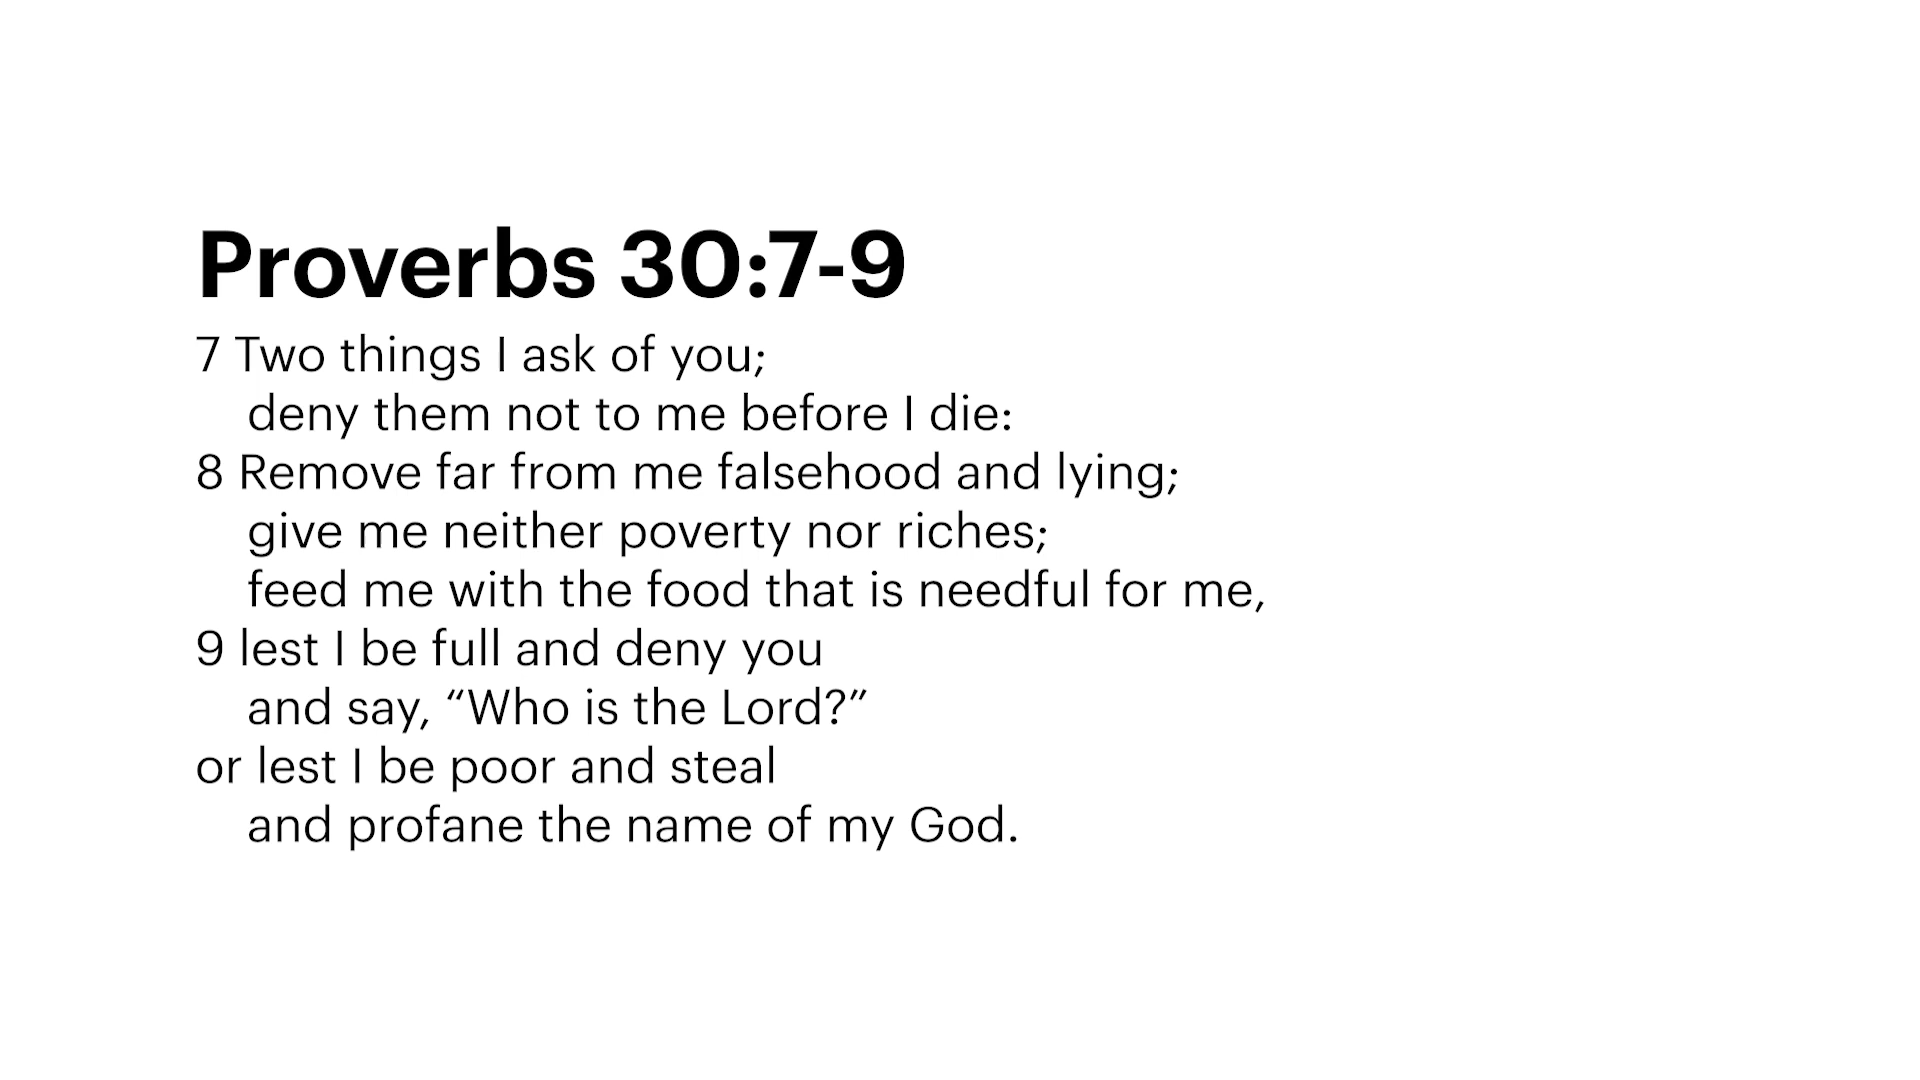 Proverbs 30:7-9
7 Two things I ask of you;
deny them not to me before I die:
8 Remove far from me falsehood and lying;
give me neither poverty nor riches;
feed me with the food that is needful for me,
9 lest I be full and deny you
and say, “Who is the Lord?”
or lest I be poor and steal
and profane the name of my God.